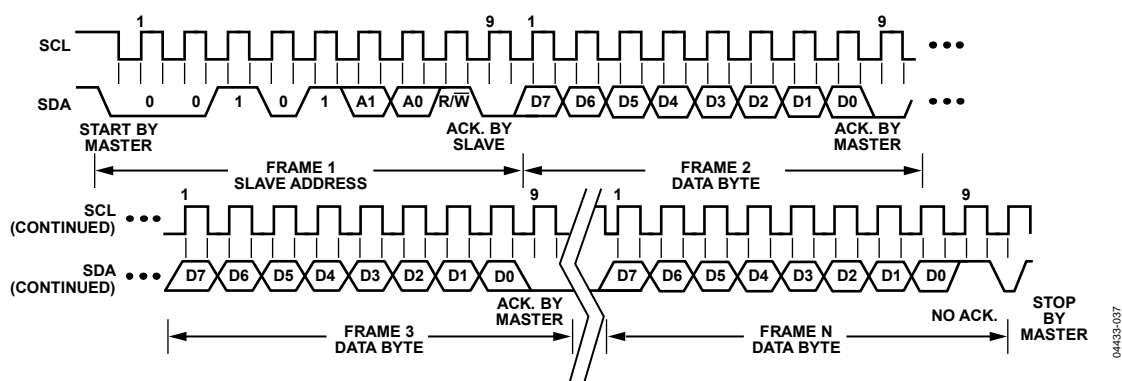 1 9 1 9
SCL
SDA 0 0 1 0 1 A1 A0 R/W̅ D7 D6 D5 D4 D3 D2 D1 D0
START BY
MASTER
ACK. BY
SLAVE
ACK. BY
MASTER
FRAME 1
SLAVE ADDRESS
FRAME 2
DATA BYTE
1 9 1 9
SCL
(CONTINUED)
SDA
(CONTINUED)
D7 D6 D5 D4 D3 D2 D1 D0 D7 D6 D5 D4 D3 D2 D1 D0
ACK. BY
MASTER
NO ACK.
STOP
BY
MASTER
FRAME 3
DATA BYTE
FRAME N
DATA BYTE
04433-037